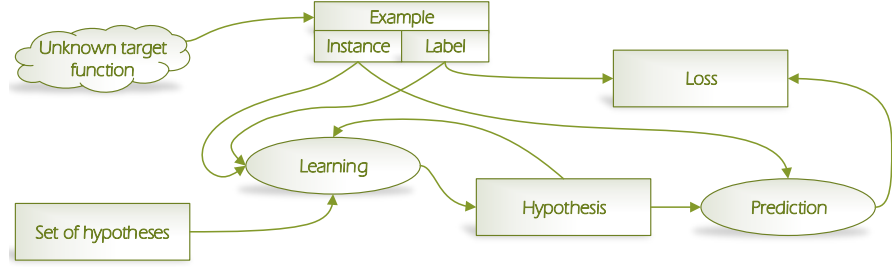 Unknown target
function
Example
Instance
Label
Loss
Learning
Hypothesis
Prediction
Set of hypotheses